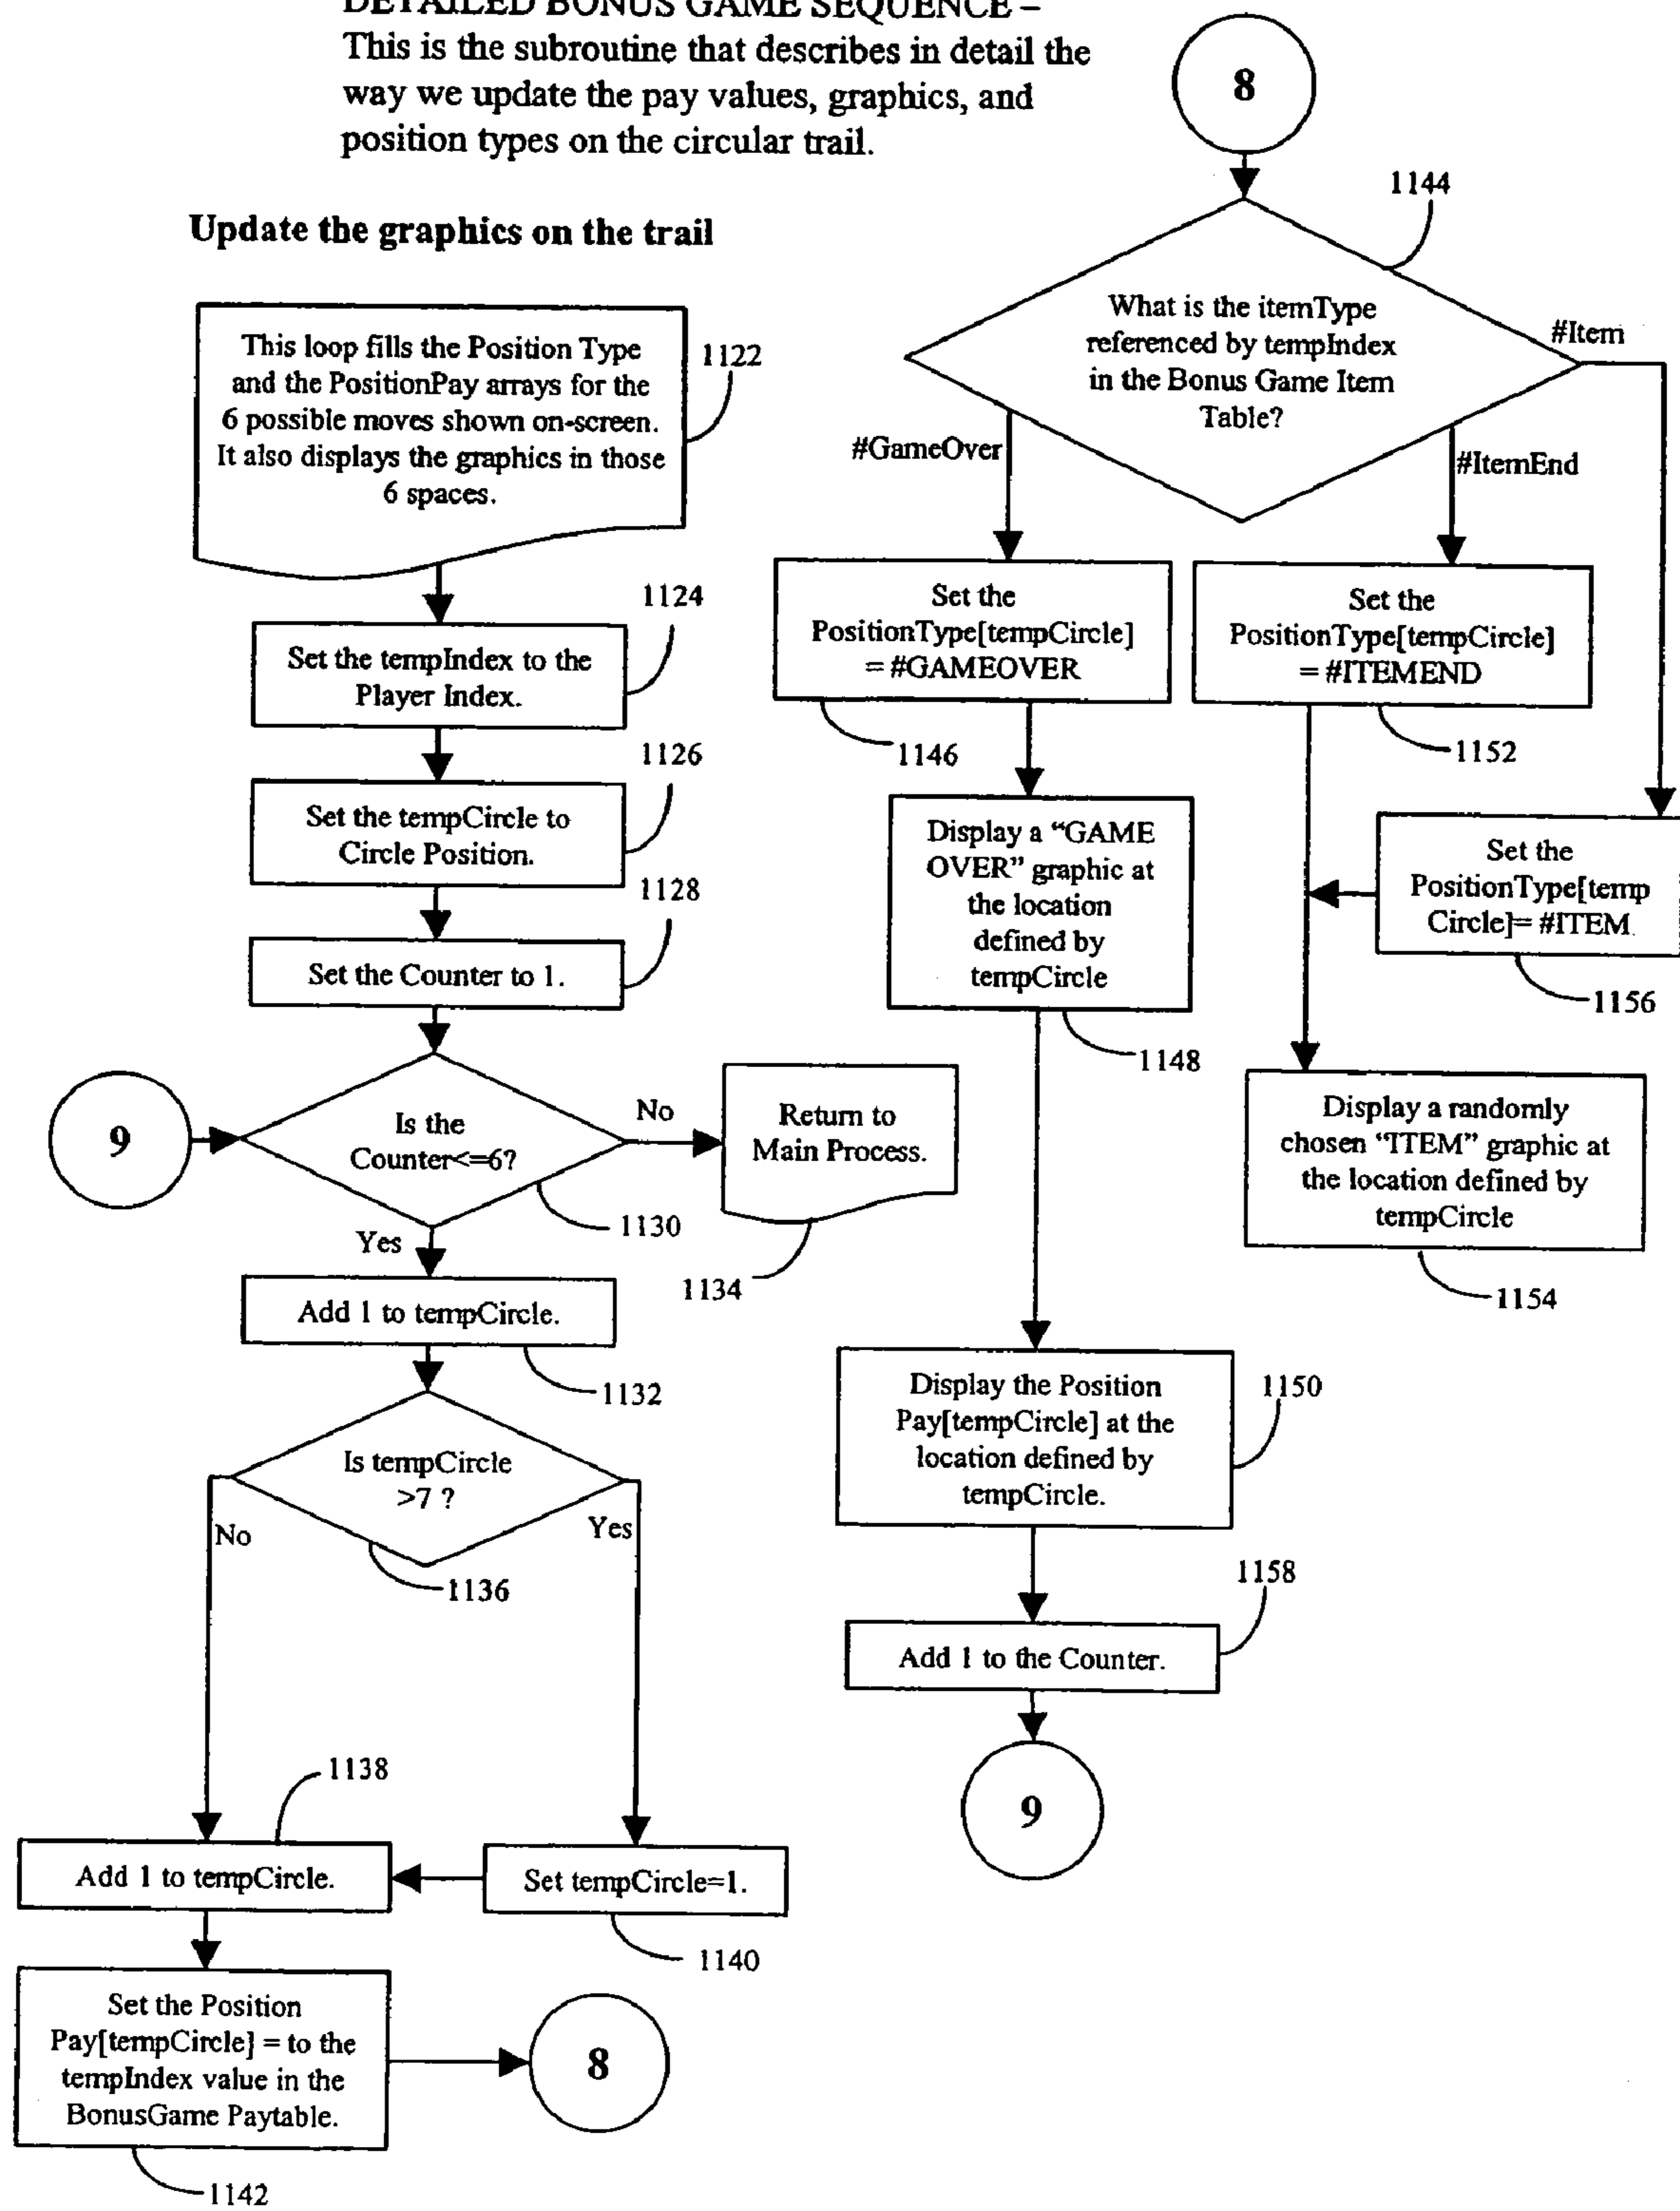 DETAILED BONUS GAME SEQUENCE –
This is the subroutine that describes in detail the
way we update the pay values, graphics, and
position types on the circular trail.
Update the graphics on the trail
This loop fills the Position Type
and the PositionPay arrays for the
6 possible moves shown on-screen.
It also displays the graphics in those
6 spaces.
1122
Set the tempIndex to the
Player Index.
1124
Set the tempCircle to
Circle Position.
1126
Set the Counter to 1.
1128
9
Is the
Counter<=6?
1130
No
Return to
Main Process.
1134
Yes
Add 1 to tempCircle.
1132
Is tempCircle
>7 ?
1136
No
Yes
1138
Add 1 to tempCircle.
Set tempCircle=1.
1140
Set the Position
Pay[tempCircle] = to the
tempIndex value in the
BonusGame Paytable.
1142
8
8
1144
What is the itemType
referenced by tempIndex
in the Bonus Game Item
Table?
#GameOver
#ItemEnd
#Item
Set the
PositionType[tempCircle]
= #GAMEOVER
1146
Set the
PositionType[tempCircle]
= #ITEMEND
1152
Display a “GAME
OVER” graphic at
the location
defined by
tempCircle
1148
Set the
PositionType[temp
Circle]= #ITEM.
1156
Display a randomly
chosen “ITEM” graphic at
the location defined by
tempCircle
1154
Display the Position
Pay[tempCircle] at the
location defined by
tempCircle.
1150
1158
Add 1 to the Counter.
9